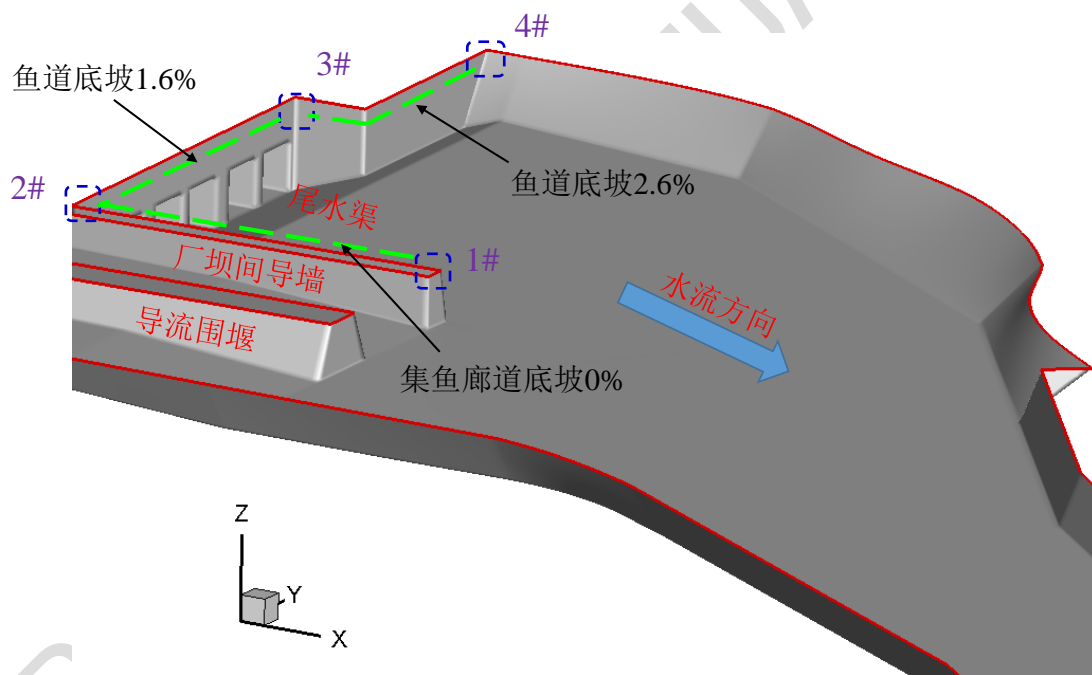 4#
3#
鱼道底坡1.6%
鱼道底坡2.6%
2#
尾水渠
1#
厂坝间导墙
水流方向
导流围堰
集鱼廊道底坡0%
Z
Y
X